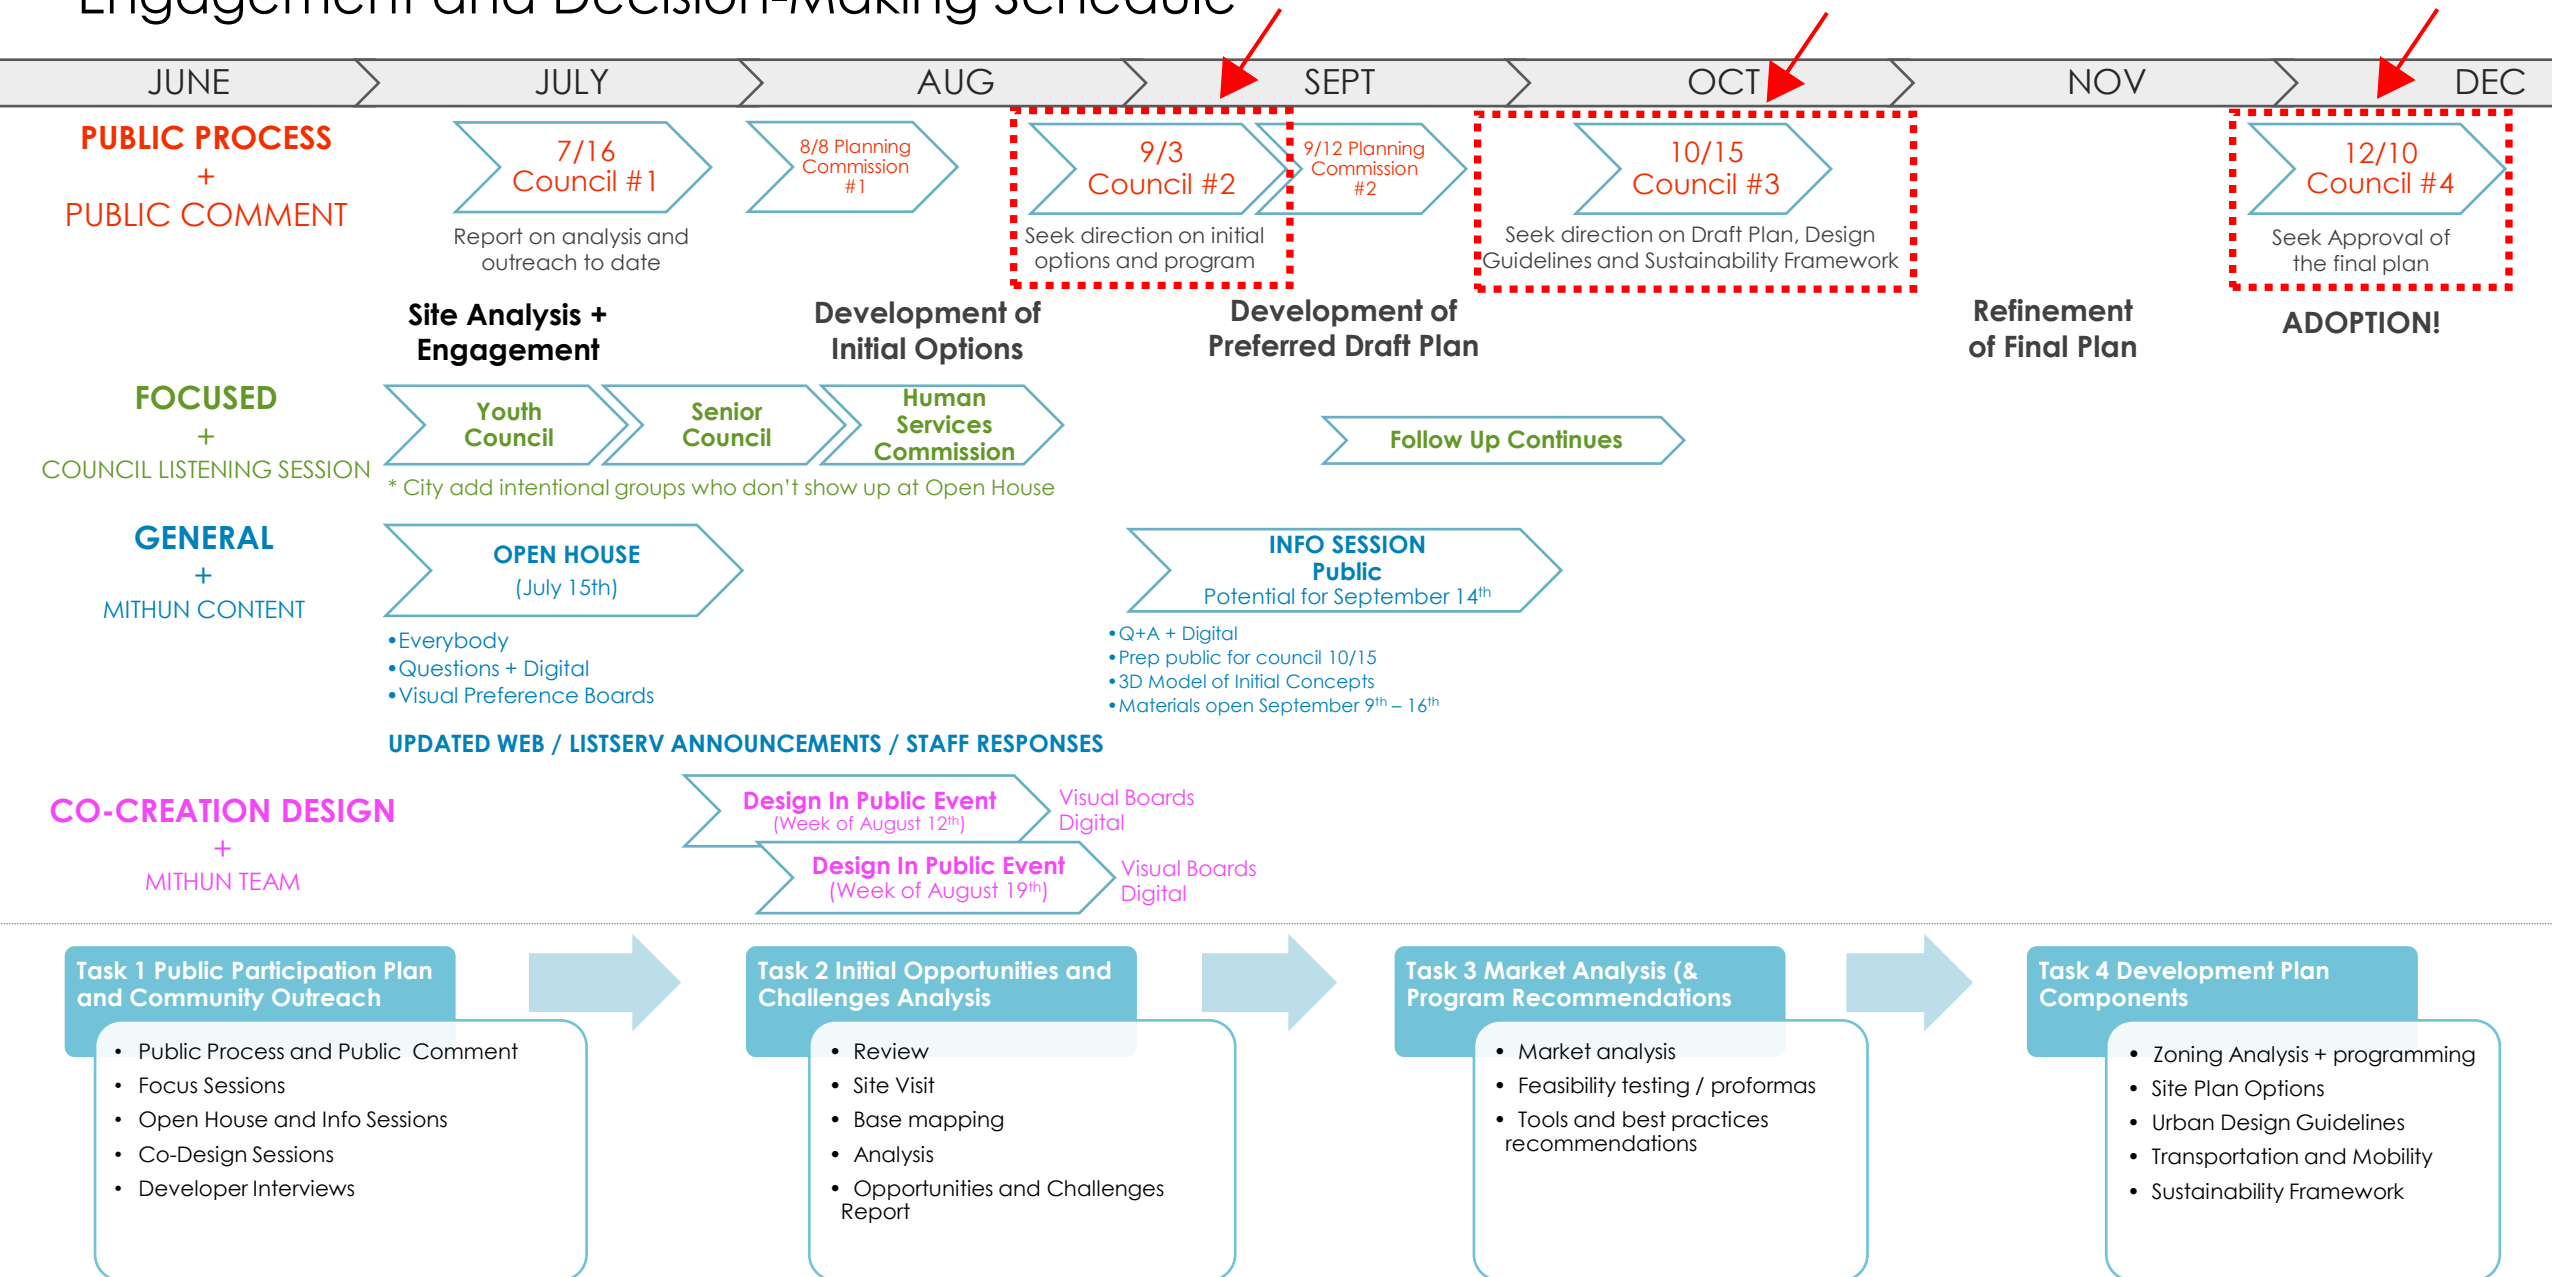 Engagement and Decision-Making Schedule
JUNE
JULY
AUG
SEPT
OCT
NOV
DEC
PUBLIC PROCESS
+
PUBLIC COMMENT
7/16
Council #1
Report on analysis and
outreach to date
8/8 Planning
Commission
#1
9/3
Council #2
Seek direction on initial
options and program
9/12 Planning
Commission
#2
10/15
Council #3
Seek direction on Draft Plan, Design
Guidelines and Sustainability Framework
12/10
Council #4
Seek Approval of
the final plan
Site Analysis +
Engagement
Development of
Initial Options
Development of
Preferred Draft Plan
Refinement
of Final Plan
ADOPTION!
FOCUSED
+
COUNCIL LISTENING SESSION
Youth
Council
Senior
Council
Human
Services
Commission
Follow Up Continues
* City add intentional groups who don't show up at Open House
GENERAL
+
MITHUN CONTENT
OPEN HOUSE
(July 15th)
•Everybody
•Questions + Digital
•Visual Preference Boards
INFO SESSION
Public
Potential for September 14th
•Q+A + Digital
•Prep public for council 10/15
•3D Model of Initial Concepts
•Materials open September 9th – 16th
UPDATED WEB / LISTSERV ANNOUNCEMENTS / STAFF RESPONSES
CO-CREATION DESIGN
+
MITHUN TEAM
Design In Public Event
(Week of August 12th)
Visual Boards
Digital
Design In Public Event
(Week of August 19th)
Visual Boards
Digital
Task 1 Public Participation Plan
and Community Outreach
• Public Process and Public Comment
• Focus Sessions
• Open House and Info Sessions
• Co-Design Sessions
• Developer Interviews
Task 2 Initial Opportunities and
Challenges Analysis
• Review
• Site Visit
• Base mapping
• Analysis
• Opportunities and Challenges
Report
Task 3 Market Analysis (&
Program Recommendations
• Market analysis
• Feasibility testing / proformas
• Tools and best practices
recommendations
Task 4 Development Plan
Components
• Zoning Analysis + programming
• Site Plan Options
• Urban Design Guidelines
• Transportation and Mobility
• Sustainability Framework